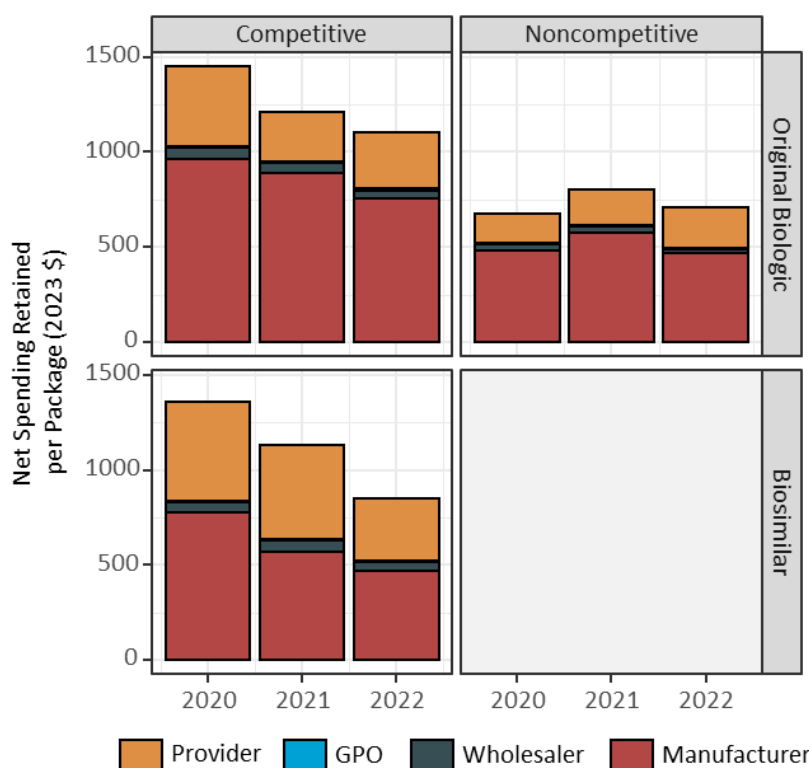 Competitive
Noncompetitive
Net Spending Retained
per Package (2023 $)
1500
1000
500
0
Original Biologic
1500
1000
500
0
Biosimilar
2020 2021 2022
2020 2021 2022
Provider GPO Wholesaler Manufacturer